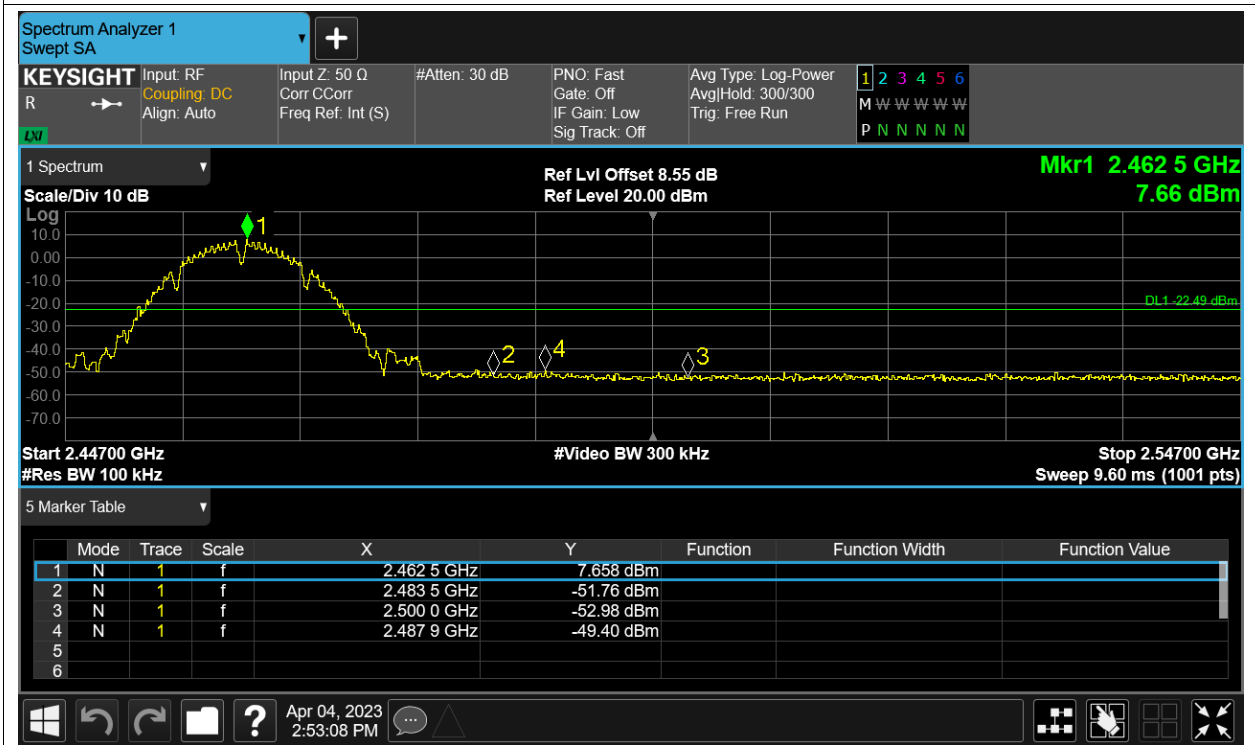 Spectrum Analyzer 1
Swept SA
+
KEYSIGHT Input: RF Input Z: 50 Ω #Atten: 30 dB PNO: Fast Avg Type: Log-Power 1 2 3 4 5 6
R Coupling: DC Corr CCorr Gate: Off Avg|Hold: 300/300 M W W W W W W
Align: Auto Freq Ref: Int (S) IF Gain: Low Trig: Free Run
LXI Sig Track: Off P N N N N N N
1 Spectrum Ref Lvl Offset 8.55 dB Mkr1 2.462 5 GHz
Scale/Div 10 dB Ref Level 20.00 dBm 7.66 dBm
Log
1
10.0
0.00
-10.0
-20.0
DL1 -22.49 dBm
-30.0
-40.0
2 4 3
-50.0
-60.0
-70.0
Start 2.44700 GHz #Video BW 300 kHz Stop 2.54700 GHz
#Res BW 100 kHz Sweep 9.60 ms (1001 pts)
5 Marker Table
Mode Trace Scale X Y Function Function Width Function Value
1 N 1 f 2.462 5 GHz 7.658 dBm
2 N 1 f 2.483 5 GHz -51.76 dBm
3 N 1 f 2.500 0 GHz -52.98 dBm
4 N 1 f 2.487 9 GHz -49.40 dBm
5
6
? Apr 04, 2023
2:53:08 PM